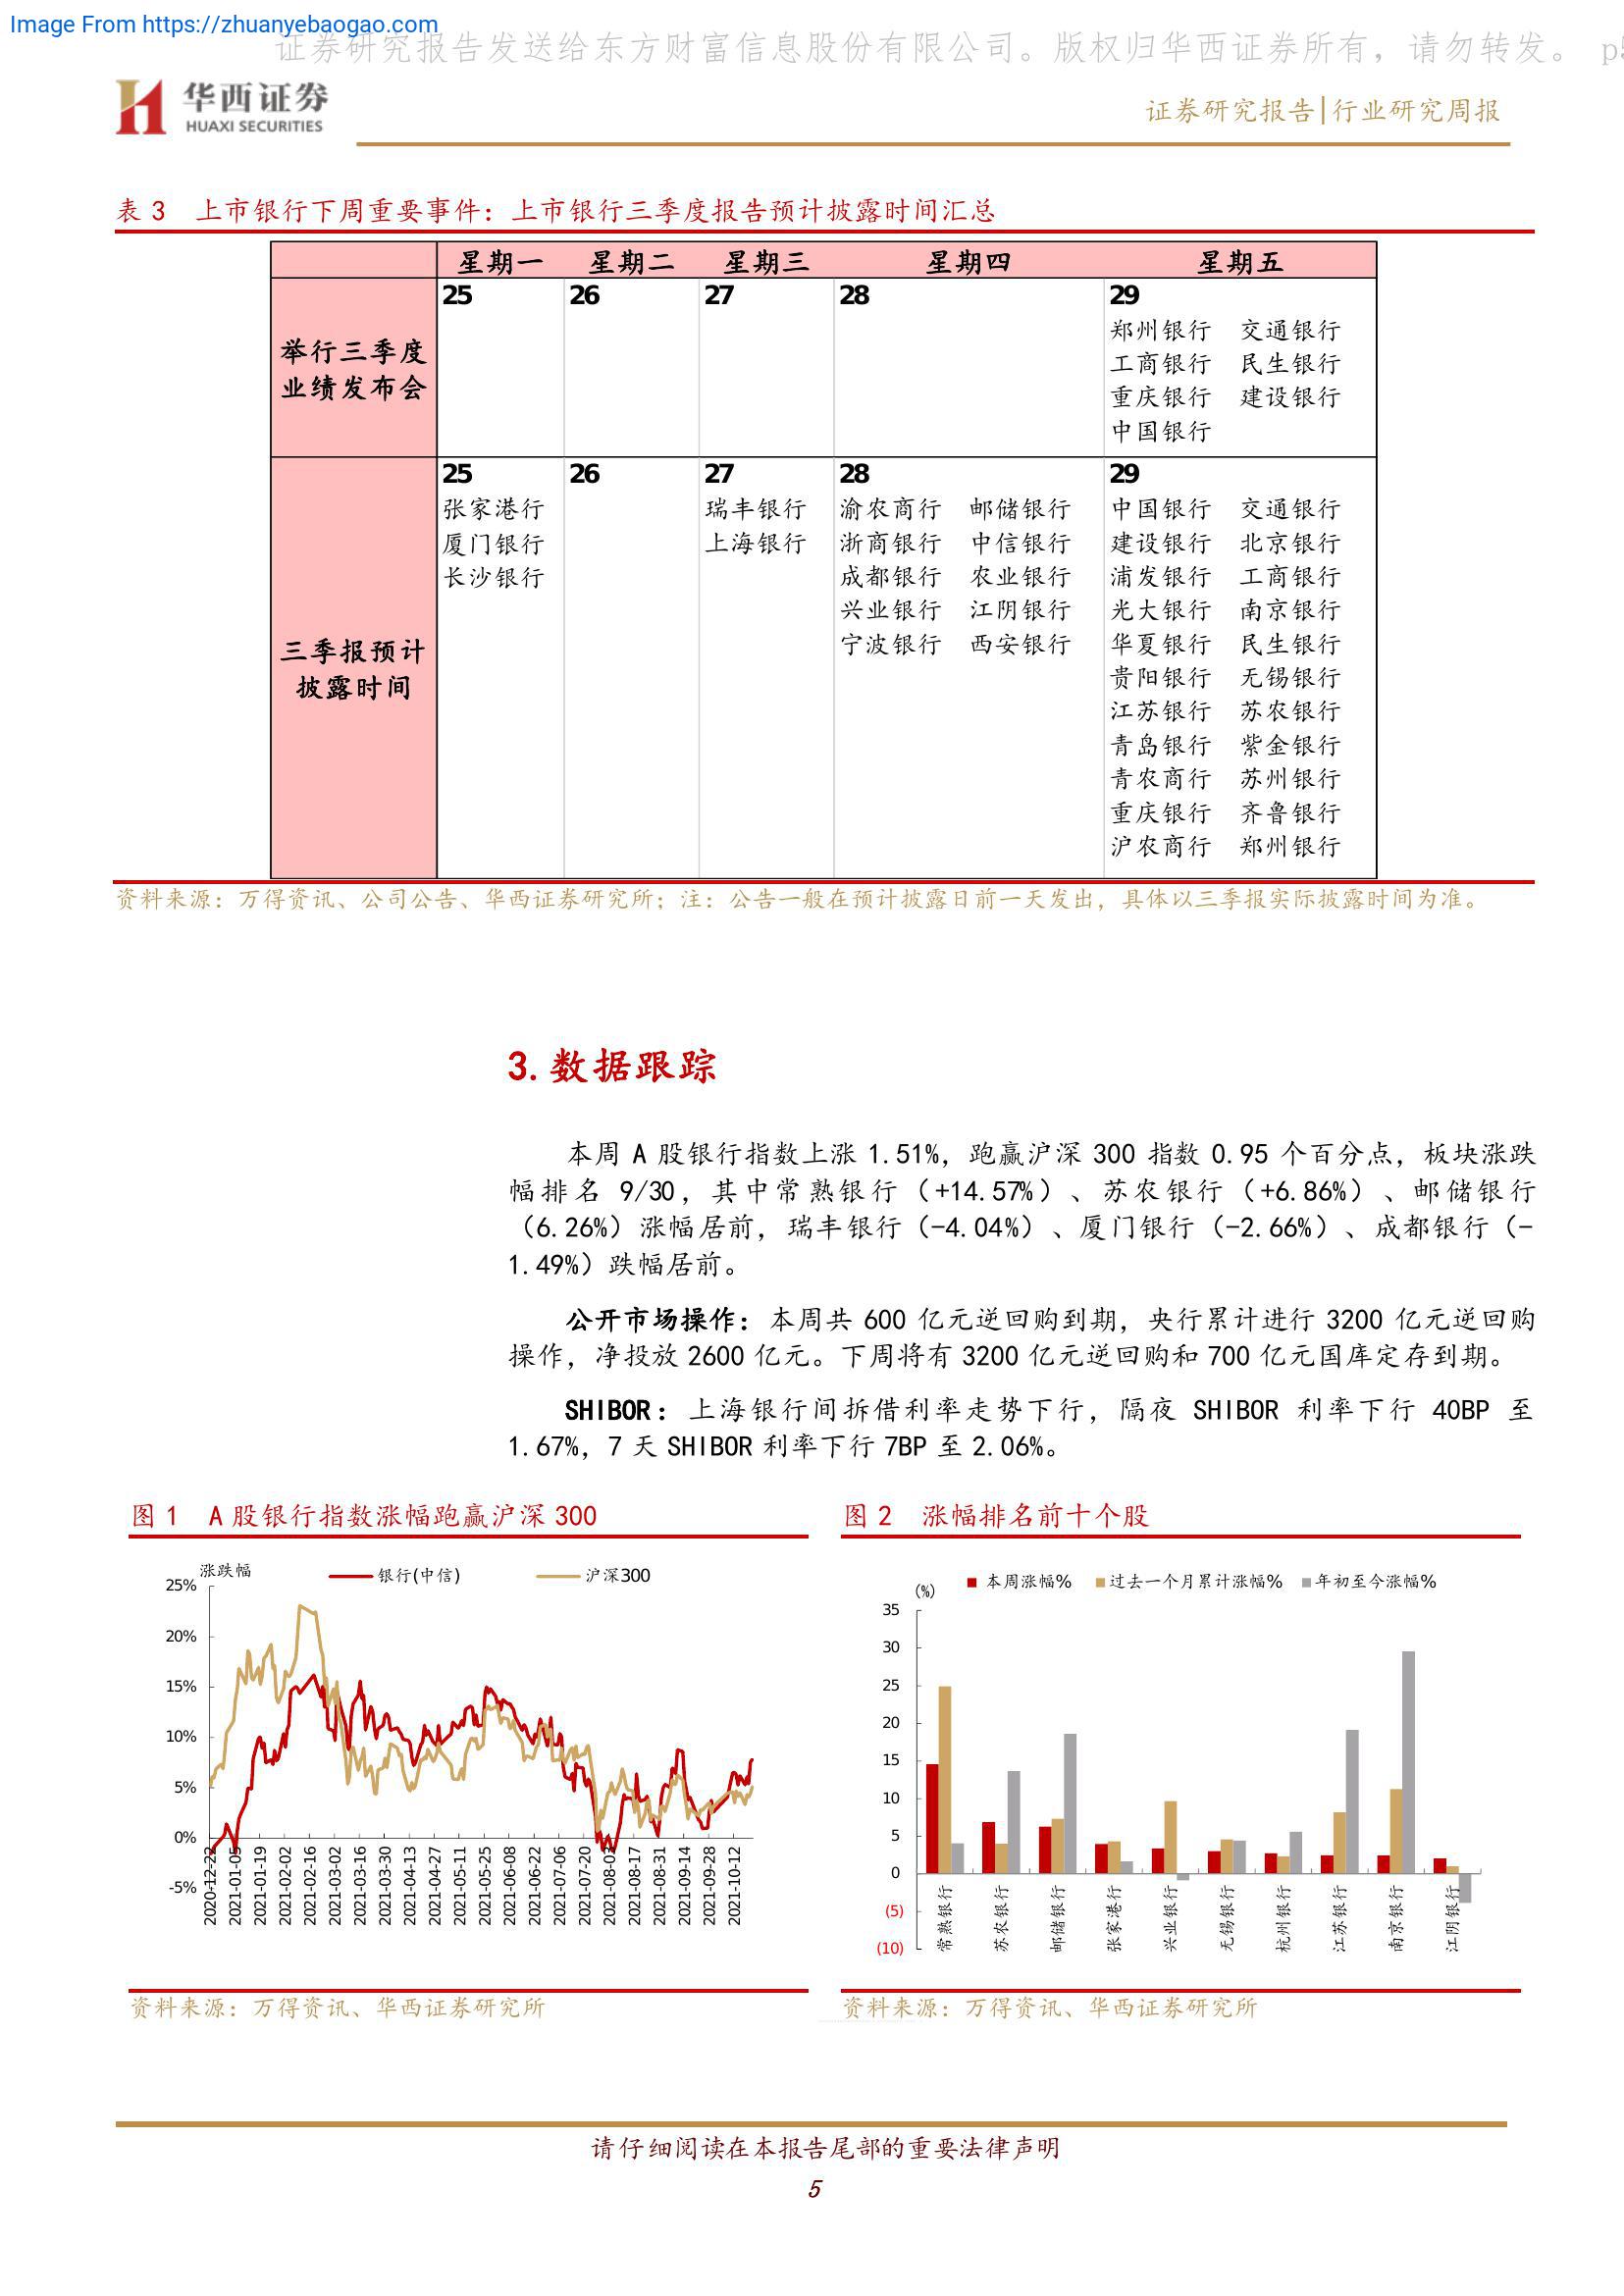 Image From https://zhuanyebaogao.com
证券研究报告发送给东方财富信息股份有限公司。版权归华西证券所有，请勿转发。 p5
华西证券
HUAXI SECURITIES
证券研究报告|行业研究周报
表 3 上市银行下周重要事件：上市银行三季度报告预计披露时间汇总
星期一 星期二 星期三 星期四 星期五
25 26 27 28 29
举行三季度
业绩发布会
郑州银行 交通银行
工商银行 民生银行
重庆银行 建设银行
中国银行
25 26 27 28 29
三季报预计
披露时间
张家港行 瑞丰银行 渝农商行 邮储银行 中国银行 交通银行
厦门银行 上海银行 浙商银行 中信银行 建设银行 北京银行
长沙银行 成都银行 农业银行 浦发银行 工商银行
兴业银行 江阴银行 光大银行 南京银行
宁波银行 西安银行 华夏银行 民生银行
贵阳银行 无锡银行
江苏银行 苏农银行
青岛银行 紫金银行
青农商行 苏州银行
重庆银行 齐鲁银行
沪农商行 郑州银行
资料来源：万得资讯、公司公告、华西证券研究所；注：公告一般在预计披露日前一天发出，具体以三季报实际披露时间为准。
3.数据跟踪
本周 A 股银行指数上涨 1.51%，跑赢沪深 300 指数 0.95 个百分点，板块涨跌
幅排名 9/30，其中常熟银行（+14.57%）、苏农银行（+6.86%）、邮储银行
（6.26%）涨幅居前，瑞丰银行（-4.04%）、厦门银行（-2.66%）、成都银行（-
1.49%）跌幅居前。
公开市场操作：本周共 600 亿元逆回购到期，央行累计进行 3200 亿元逆回购
操作，净投放 2600 亿元。下周将有 3200 亿元逆回购和 700 亿元国库定存到期。
SHIBOR：上海银行间拆借利率走势下行，隔夜 SHIBOR 利率下行 40BP 至
1.67%，7 天 SHIBOR 利率下行 7BP 至 2.06%。
图 1 A 股银行指数涨幅跑赢沪深 300
涨跌幅 银行(中信) 沪深300
25%
20%
15%
10%
5%
0%
-5%
2020-12-22
2021-01-05
2021-01-19
2021-02-02
2021-02-16
2021-03-02
2021-03-16
2021-03-30
2021-04-13
2021-04-27
2021-05-11
2021-05-25
2021-06-08
2021-06-22
2021-07-06
2021-07-20
2021-08-03
2021-08-17
2021-08-31
2021-09-14
2021-09-28
2021-10-12
资料来源：万得资讯、华西证券研究所
图 2 涨幅排名前十个股
(%) 本周涨幅% 过去一个月累计涨幅% 年初至今涨幅%
35
30
25
20
15
10
5
0
(5)
(10)
常熟银行
苏农银行
邮储银行
张家港行
兴业银行
无锡银行
杭州银行
江苏银行
南京银行
江阴银行
资料来源：万得资讯、华西证券研究所
请仔细阅读在本报告尾部的重要法律声明
5